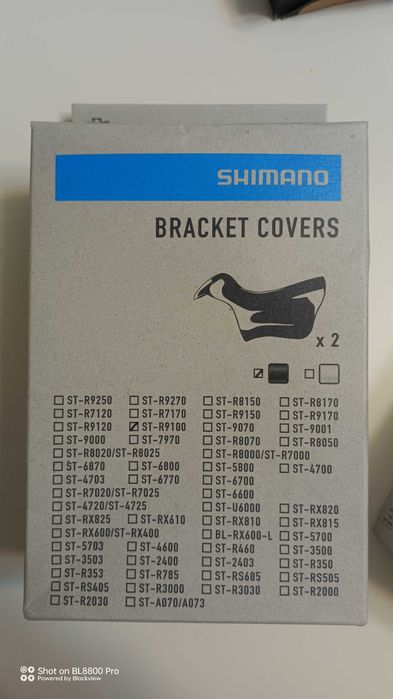 SHIMANO
BRACKET COVERS
x 2
ST-R9250 ST-R9270 ST-R8150 ST-R8170
ST-R7120 ST-R7170 ST-R9150 ST-R9170
ST-R9120 ST-R9100 ST-9070 ST-9001
ST-9000 ST-7970 ST-R8070 ST-R8050
ST-R8020/ST-R8025 ST-R8000/ST-R7000
ST-6870 ST-6800 ST-5800 ST-4700
ST-4703 ST-6770 ST-6700
ST-R7020/ST-R7025 ST-6600
ST-4720/ST-4725 ST-U6000 ST-RX820
ST-RX825 ST-RX610 ST-RX810 ST-RX815
ST-RX600/ST-RX400 BL-RX600-L ST-5700
ST-5703 ST-4600 ST-R460 ST-3500
ST-3503 ST-2400 ST-2403 ST-R350
ST-R353 ST-R785 ST-RS685 ST-RS505
ST-RS405 ST-R3000 ST-R3030 ST-R2000
ST-R2030 ST-A070/A073
Shot on BL8800 Pro
Powered by Blackview